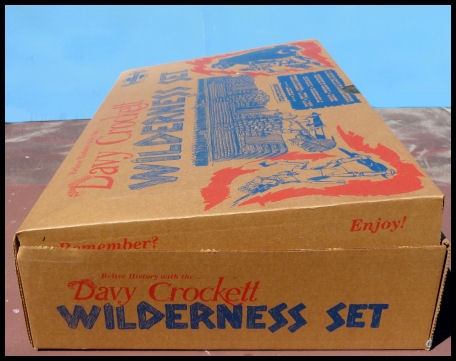 Davy Crockett
WILDERNESS SET
Remember?
Enjoy!
Relive History with the...
Davy Crockett
WILDERNESS SET